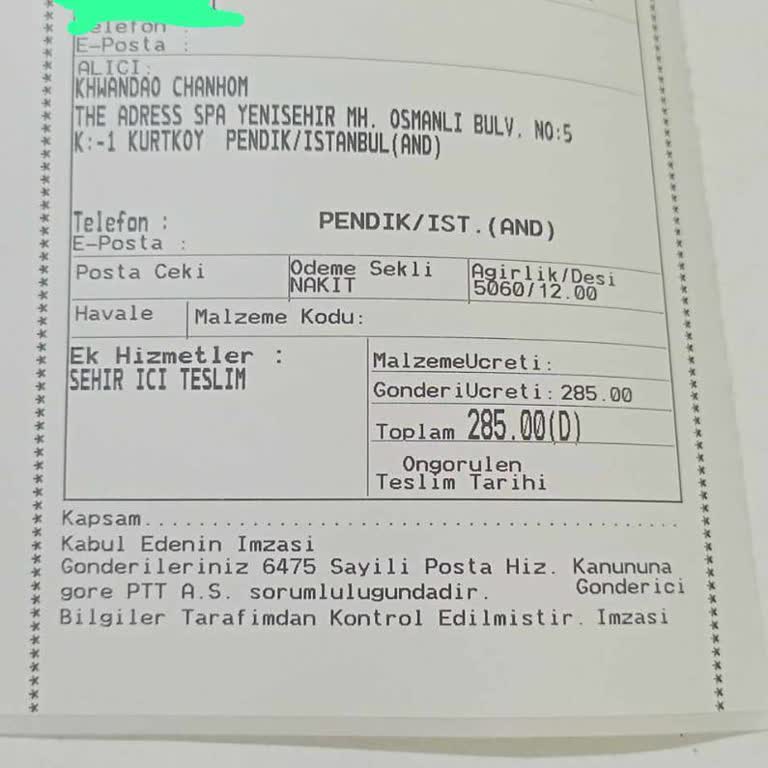 Telefon :
E-Posta :
ALICI:
KHWANDAO CHANHOM
THE ADRESS SPA YENISEHIR MH. OSMANLI BULV. NO:5
K:-1 KURTKOY PENDIK/ISTANBUL(AND)
Telefon : PENDIK/IST.(AND)
E-Posta :
Posta Ceki
Odeme Sekli
NAKIT
Agirlik/Desi
5060/12.00
Havale
Malzeme Kodu:
Ek Hizmetler :
SEHIR ICI TESLIM
MalzemeUcreti:
GonderiUcreti: 285.00
Toplam 285.00(D)
Ongorulen
Teslim Tarihi
Kapsam..........................................
Kabul Edenin Imzasi
Gonderileriniz 6475 Sayili Posta Hiz. Kanununa
gore PTT A.S. sorumlulugundadir. Gonderici
Bilgiler Tarafimdan Kontrol Edilmistir. Imzasi